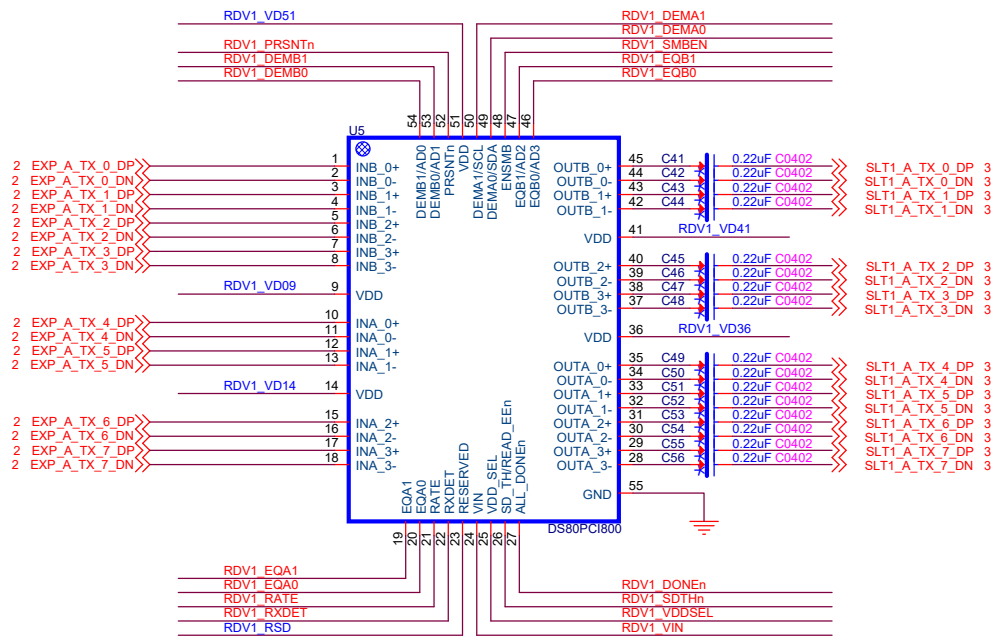 RDV1_VD51
RDV1_PRSNTn
RDV1_DEMB1
RDV1_DEMB0
RDV1_DEMA1
RDV1_DEMA0
RDV1_SMBEN
RDV1_EQB1
RDV1_EQB0
54 53 52 51 50 49 48 47 46
U5
DEMB1/AD0
DEMB0/AD1
PRSNTn
VDD
DEMA1/SCL
DEMA0/SDA
ENSMB
EQB1/AD2
EQB0/AD3
2 EXP_A_TX_0_DP 1 INB_0+
2 EXP_A_TX_0_DN 2 INB_0-
2 EXP_A_TX_1_DP 3 INB_1+
2 EXP_A_TX_1_DN 4 INB_1-
2 EXP_A_TX_2_DP 5 INB_2+
2 EXP_A_TX_2_DN 6 INB_2-
2 EXP_A_TX_3_DP 7 INB_3+
2 EXP_A_TX_3_DN 8 INB_3-
RDV1_VD09 9 VDD
2 EXP_A_TX_4_DP 10 INA_0+
2 EXP_A_TX_4_DN 11 INA_0-
2 EXP_A_TX_5_DP 12 INA_1+
2 EXP_A_TX_5_DN 13 INA_1-
RDV1_VD14 14 VDD
2 EXP_A_TX_6_DP 15 INA_2+
2 EXP_A_TX_6_DN 16 INA_2-
2 EXP_A_TX_7_DP 17 INA_3+
2 EXP_A_TX_7_DN 18 INA_3-
OUTB_0+ 45 C41 0.22uF C0402 SLT1_A_TX_0_DP 3
OUTB_0- 44 C42 0.22uF C0402 SLT1_A_TX_0_DN 3
OUTB_1+ 43 C43 0.22uF C0402 SLT1_A_TX_1_DP 3
OUTB_1- 42 C44 0.22uF C0402 SLT1_A_TX_1_DN 3
VDD 41 RDV1_VD41
OUTB_2+ 40 C45 0.22uF C0402 SLT1_A_TX_2_DP 3
OUTB_2- 39 C46 0.22uF C0402 SLT1_A_TX_2_DN 3
OUTB_3+ 38 C47 0.22uF C0402 SLT1_A_TX_3_DP 3
OUTB_3- 37 C48 0.22uF C0402 SLT1_A_TX_3_DN 3
VDD 36 RDV1_VD36
OUTA_0+ 35 C49 0.22uF C0402 SLT1_A_TX_4_DP 3
OUTA_0- 34 C50 0.22uF C0402 SLT1_A_TX_4_DN 3
OUTA_1+ 33 C51 0.22uF C0402 SLT1_A_TX_5_DP 3
OUTA_1- 32 C52 0.22uF C0402 SLT1_A_TX_5_DN 3
OUTA_2+ 31 C53 0.22uF C0402 SLT1_A_TX_6_DP 3
OUTA_2- 30 C54 0.22uF C0402 SLT1_A_TX_6_DN 3
OUTA_3+ 29 C55 0.22uF C0402 SLT1_A_TX_7_DP 3
OUTA_3- 28 C56 0.22uF C0402 SLT1_A_TX_7_DN 3
GND 55
EQA1
EQA0
RATE
RXDET
RESERVED
VIN
VDD_SEL
SD_TH/READ_EEn
ALL_DONEn
DS80PCI800
19 20 21 22 23 24 25 26 27
RDV1_EQA1
RDV1_EQA0
RDV1_RATE
RDV1_RXDET
RDV1_RSD
RDV1_DONEn
RDV1_SDTHn
RDV1_VDDSEL
RDV1_VIN